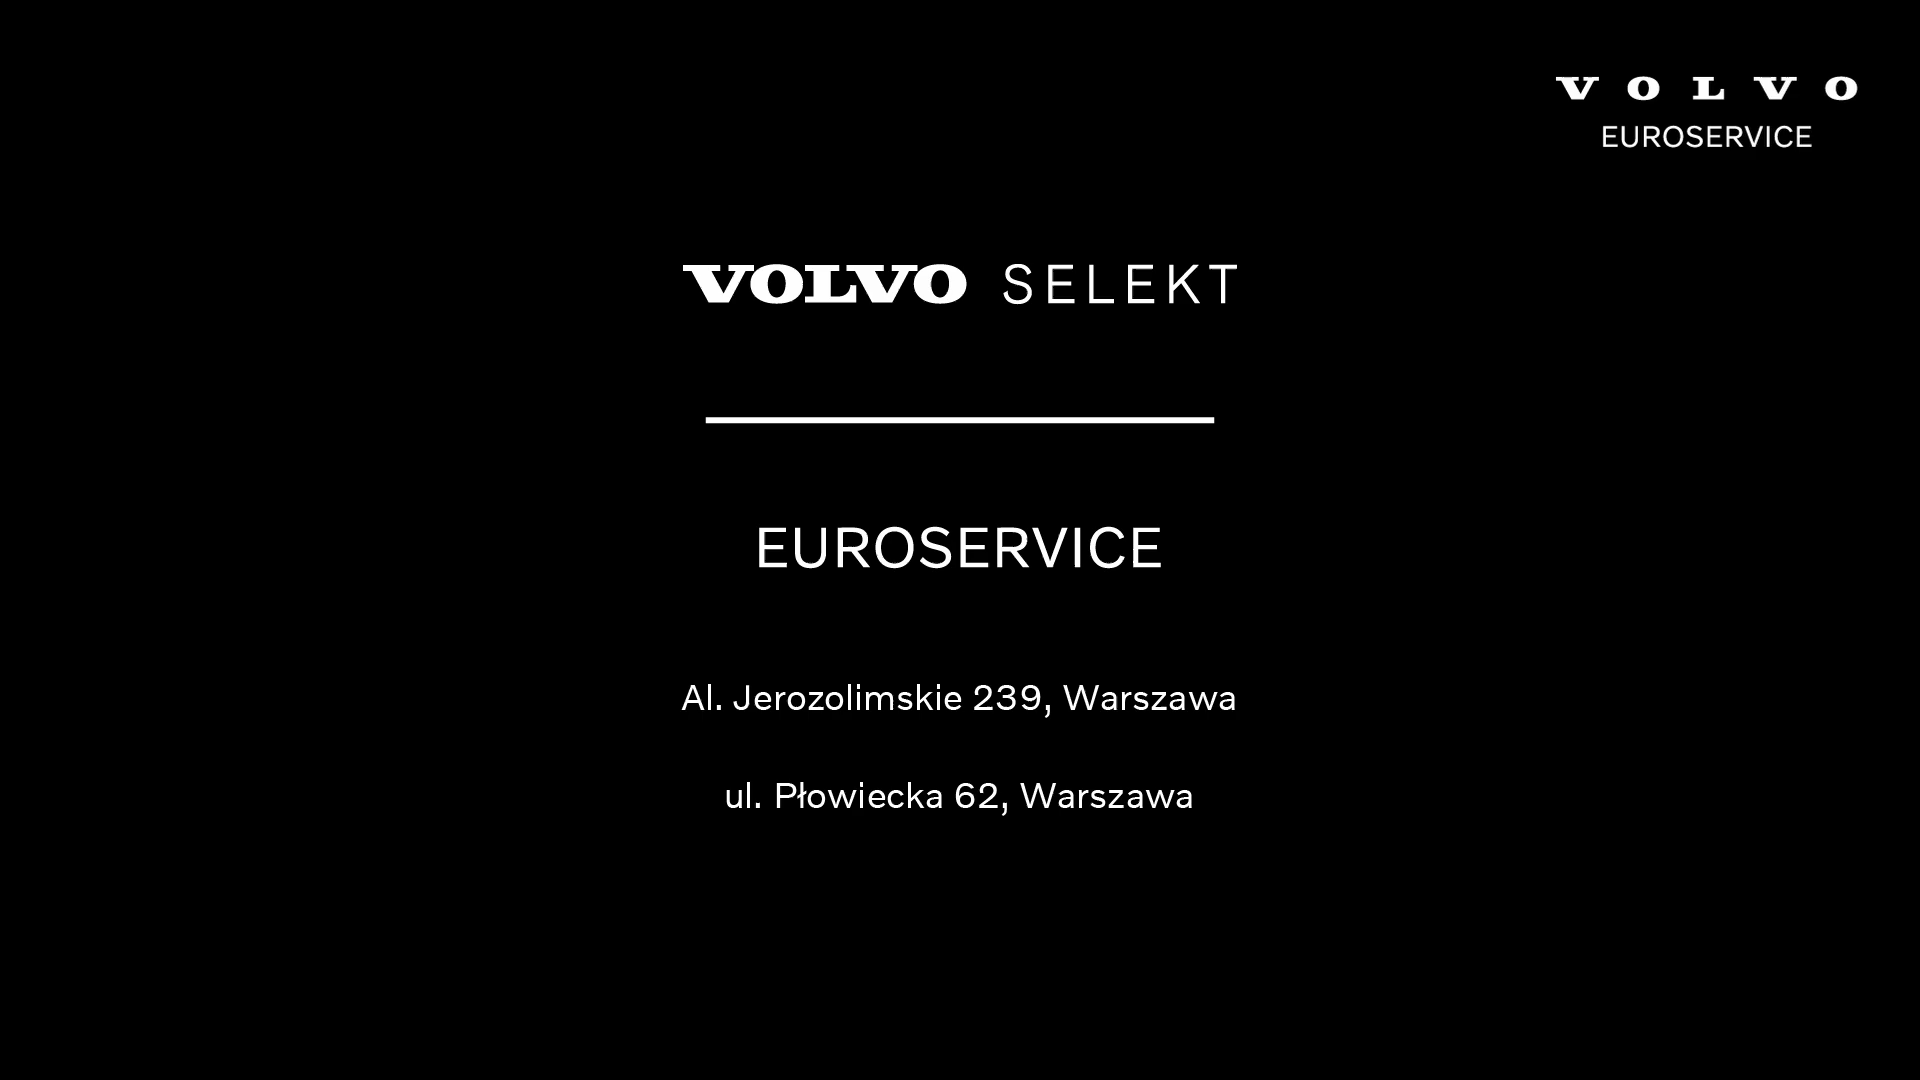 VOLVO
EUROSERVICE
VOLVO SELEKT
EUROSERVICE
Al. Jerozolimskie 239, Warszawa
ul. Płowiecka 62, Warszawa